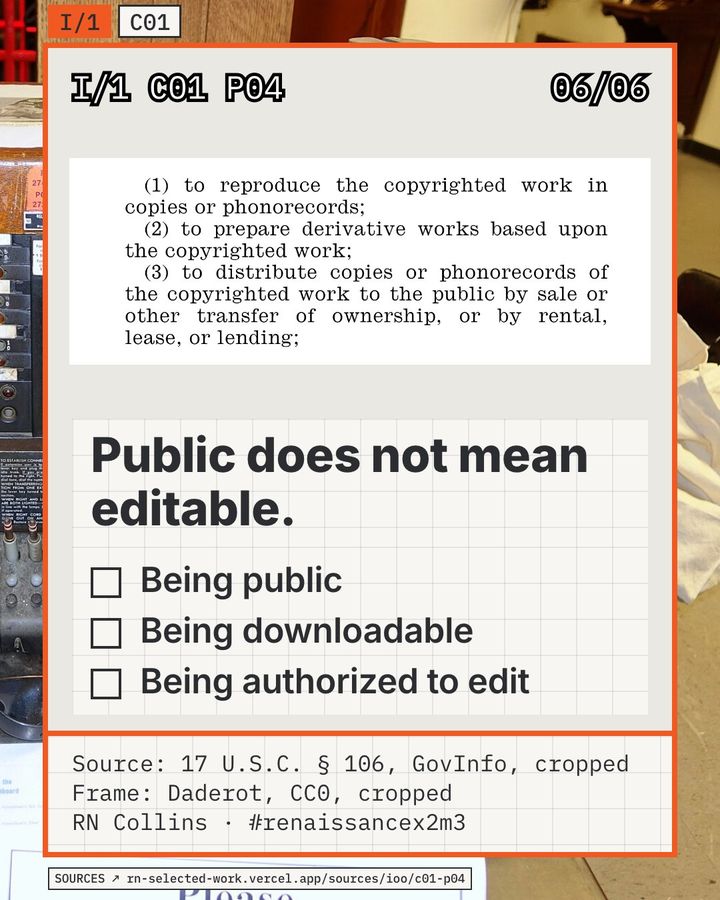 I/1 C01
I/1 C01 P04 06/06
(1) to reproduce the copyrighted work in
copies or phonorecords;
(2) to prepare derivative works based upon
the copyrighted work;
(3) to distribute copies or phonorecords of
the copyrighted work to the public by sale or
other transfer of ownership, or by rental,
lease, or lending;
Public does not mean
editable.
Being public
Being downloadable
Being authorized to edit
Source: 17 U.S.C. § 106, GovInfo, cropped
Frame: Daderot, CC0, cropped
RN Collins · #renaissancex2m3
SOURCES ↗ rn-selected-work.vercel.app/sources/ioo/c01-p04
Please